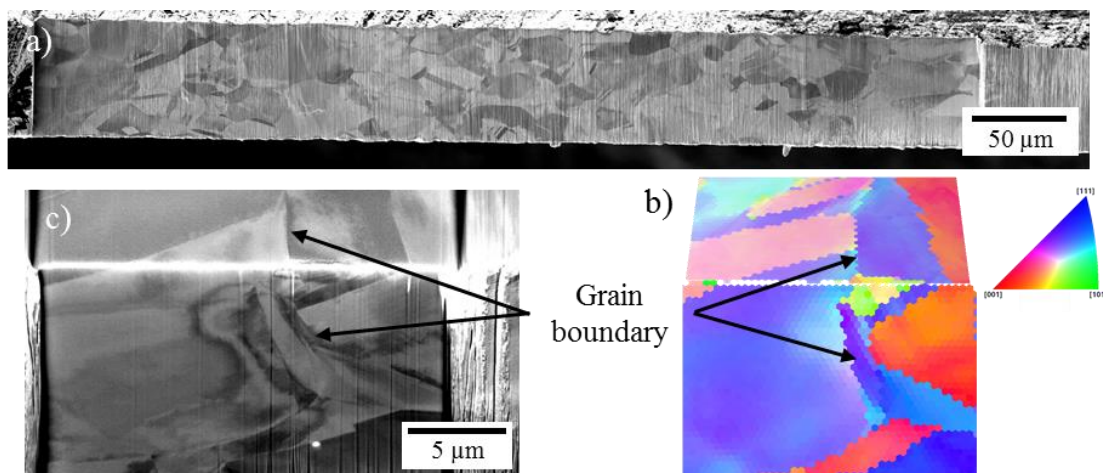 a)
50 µm
c)
b)
[111]
[001]
[101]
Grain
boundary
5 µm